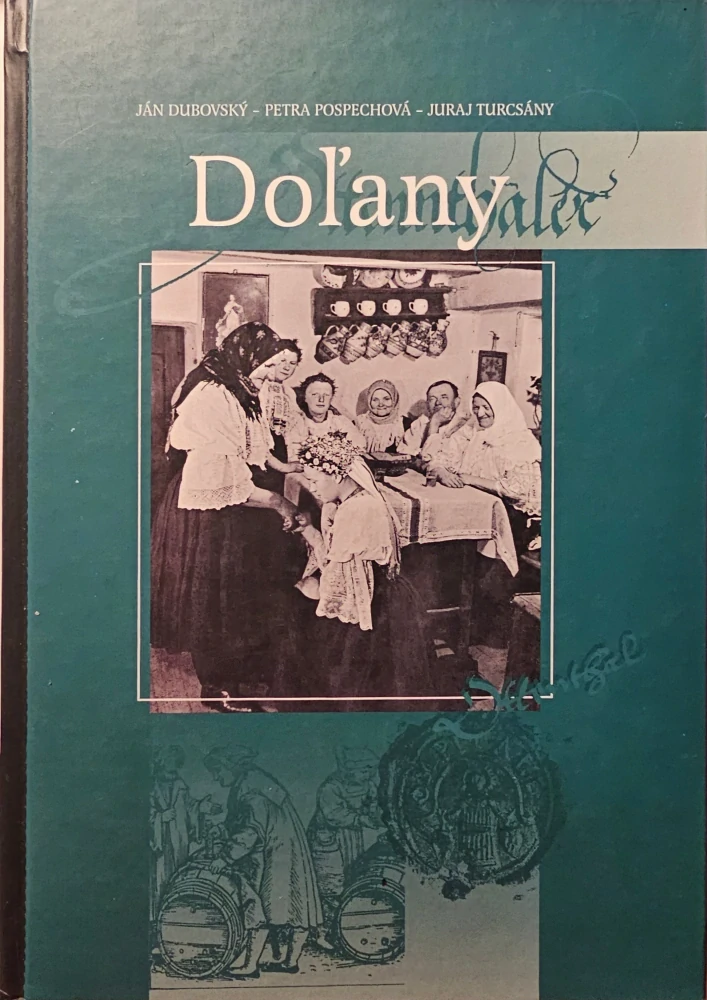 JÁN DUBOVSKÝ – PETRA POSPECHOVÁ – JURAJ TURCSÁNY
Doľany